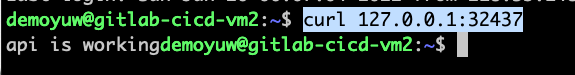 demoyuw@gitlab-cicd-vm2:~$ curl 127.0.0.1:32437
api is workingdemoyuw@gitlab-cicd-vm2:~$